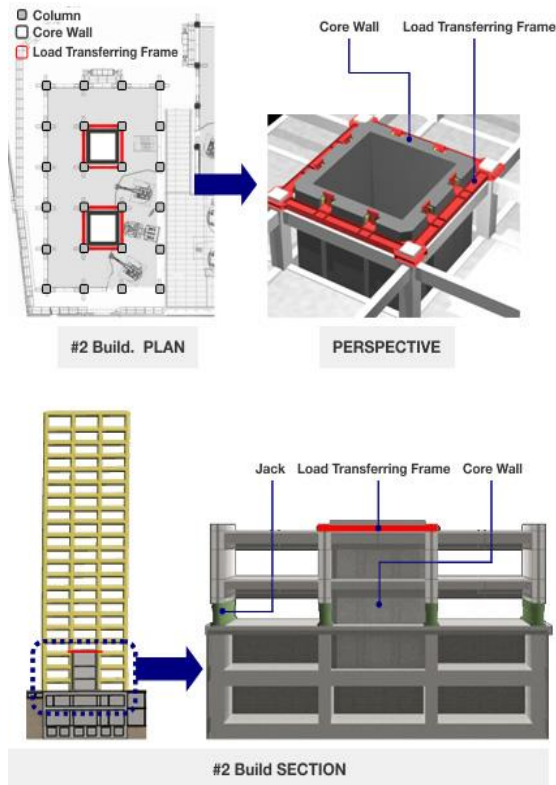 Column
Core Wall
Load Transferring Frame
Core Wall
Load Transferring Frame
#2 Build. PLAN
PERSPECTIVE
Jack
Load Transferring Frame
Core Wall
#2 Build SECTION